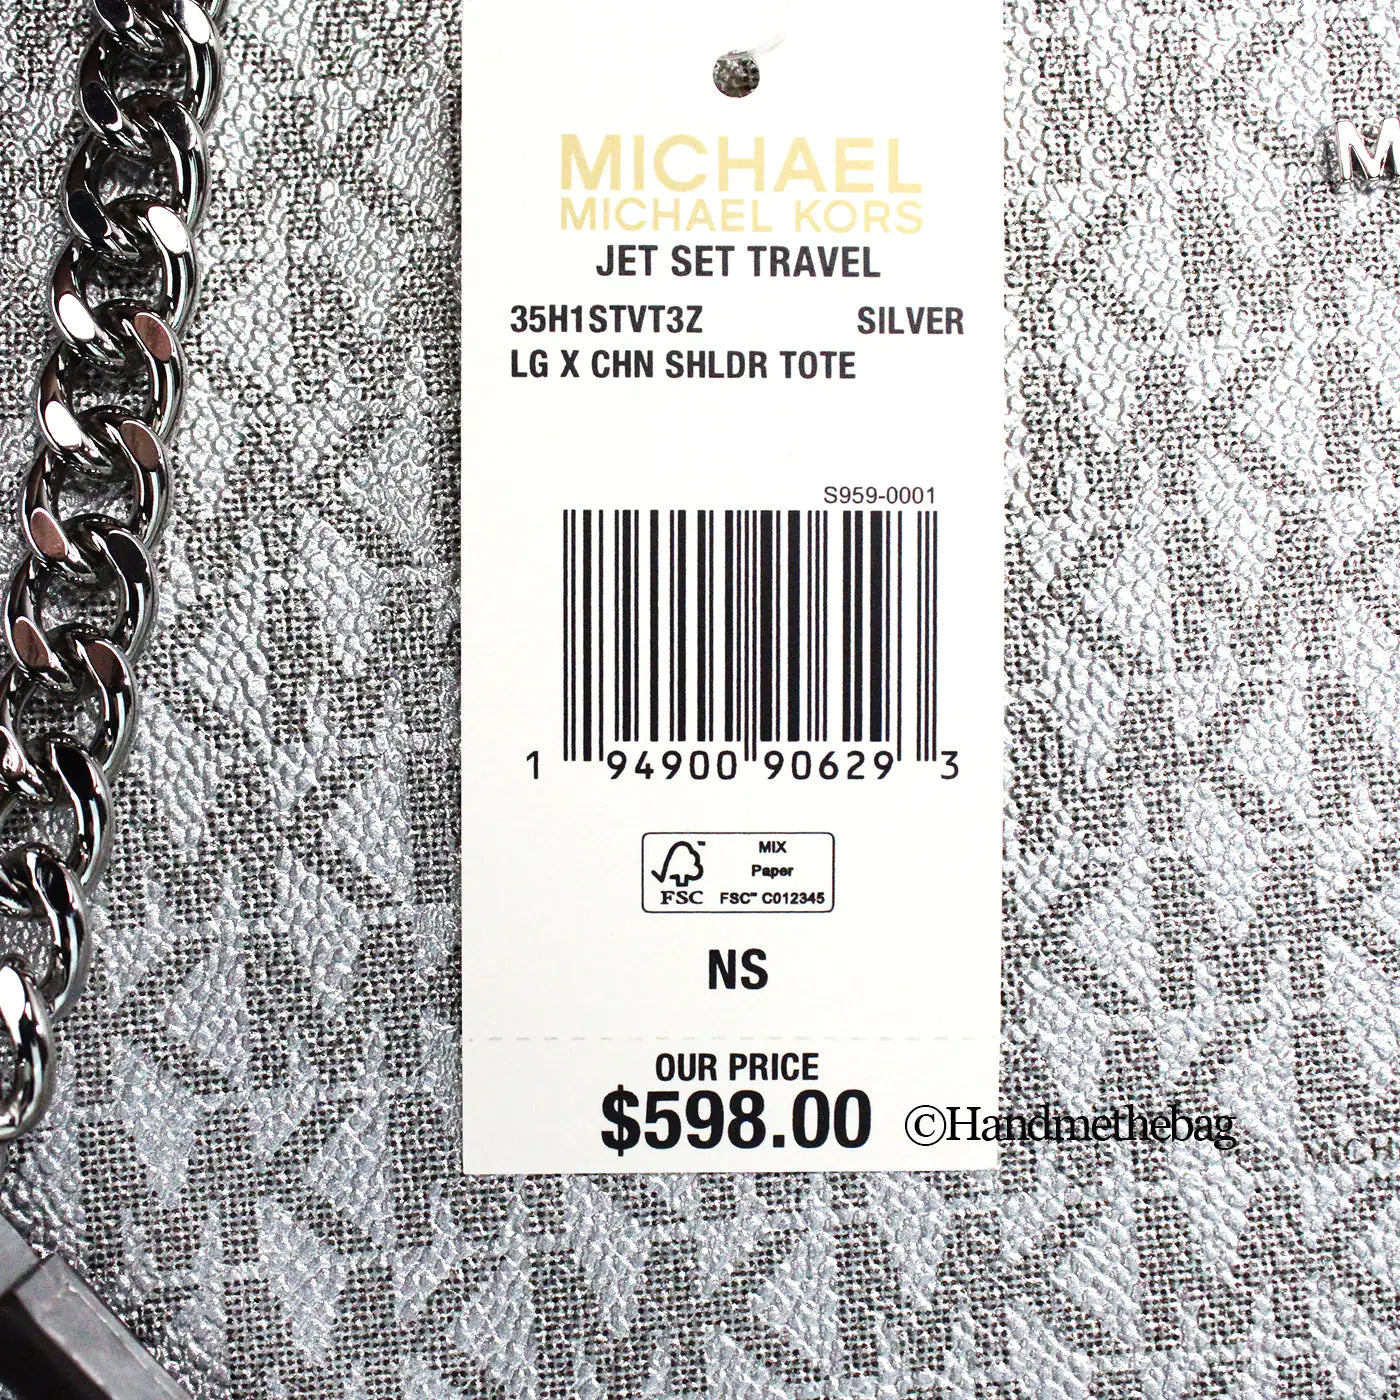 MICHAEL
MICHAEL KORS
JET SET TRAVEL
35H1STVT3Z SILVER
LG X CHN SHLDR TOTE
S959-0001
1 94900 90629 3
MIX
Paper
FSC
FSC™ C012345
NS
OUR PRICE
$598.00
©Handmethebag
M
MICH